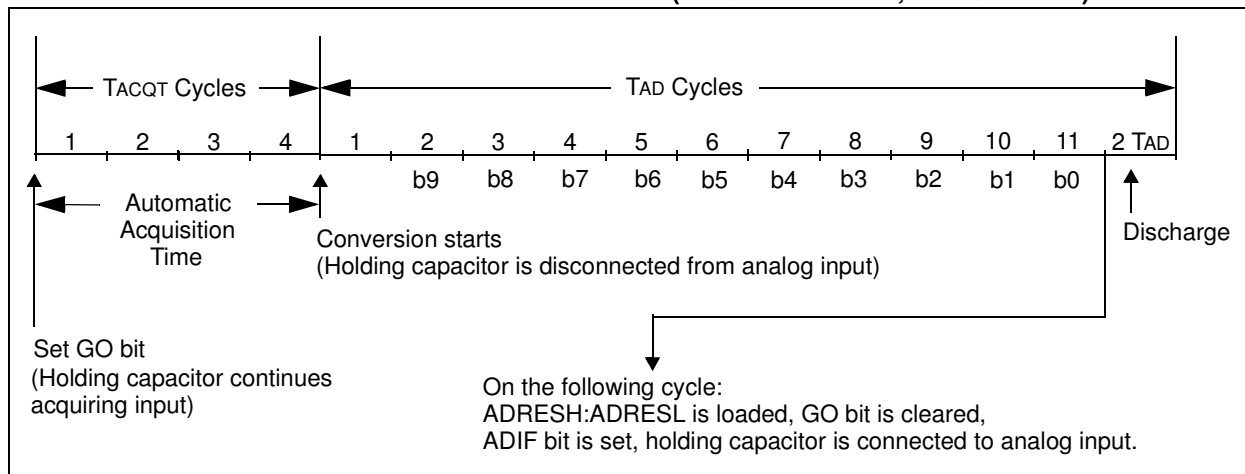 TACQT Cycles
TAD Cycles
1 2 3 4 1 2 3 4 5 6 7 8 9 10 11 2 TAD
b9 b8 b7 b6 b5 b4 b3 b2 b1 b0
Automatic
Acquisition
Time
Conversion starts
(Holding capacitor is disconnected from analog input)
Discharge
Set GO bit
(Holding capacitor continues
acquiring input)
On the following cycle:
ADRESH:ADRESL is loaded, GO bit is cleared,
ADIF bit is set, holding capacitor is connected to analog input.